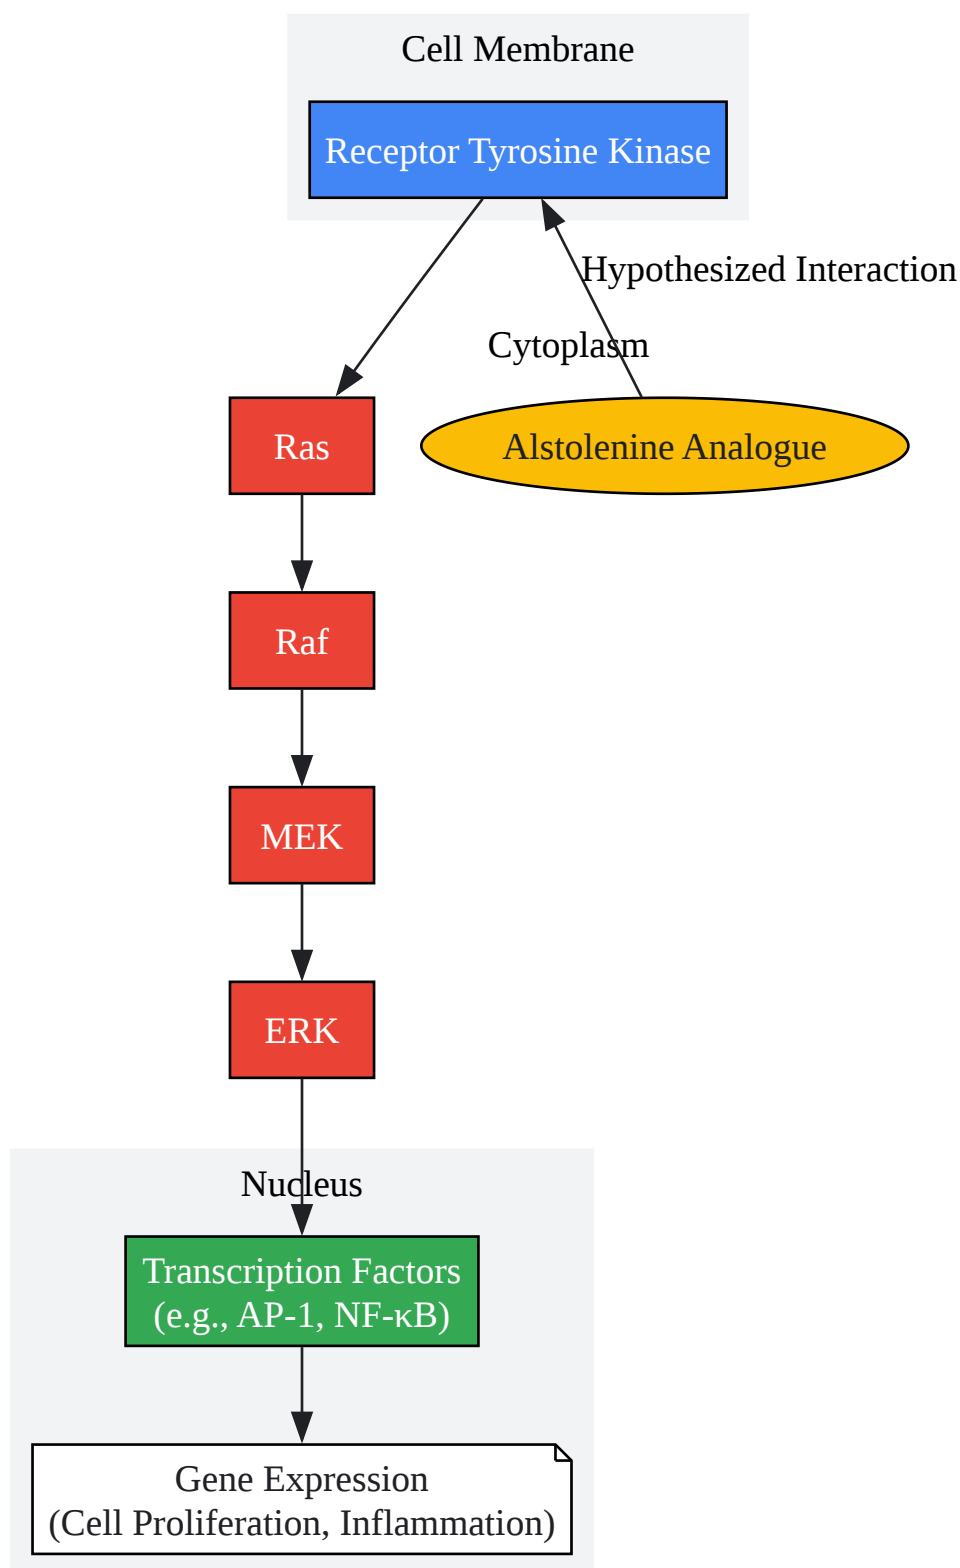 Cell Membrane
Receptor Tyrosine Kinase
Hypothesized Interaction
Cytoplasm
Ras
Alstolenine Analogue
Raf
MEK
ERK
Nucleus
Transcription Factors
(e.g., AP-1, NF-κB)
Gene Expression
(Cell Proliferation, Inflammation)